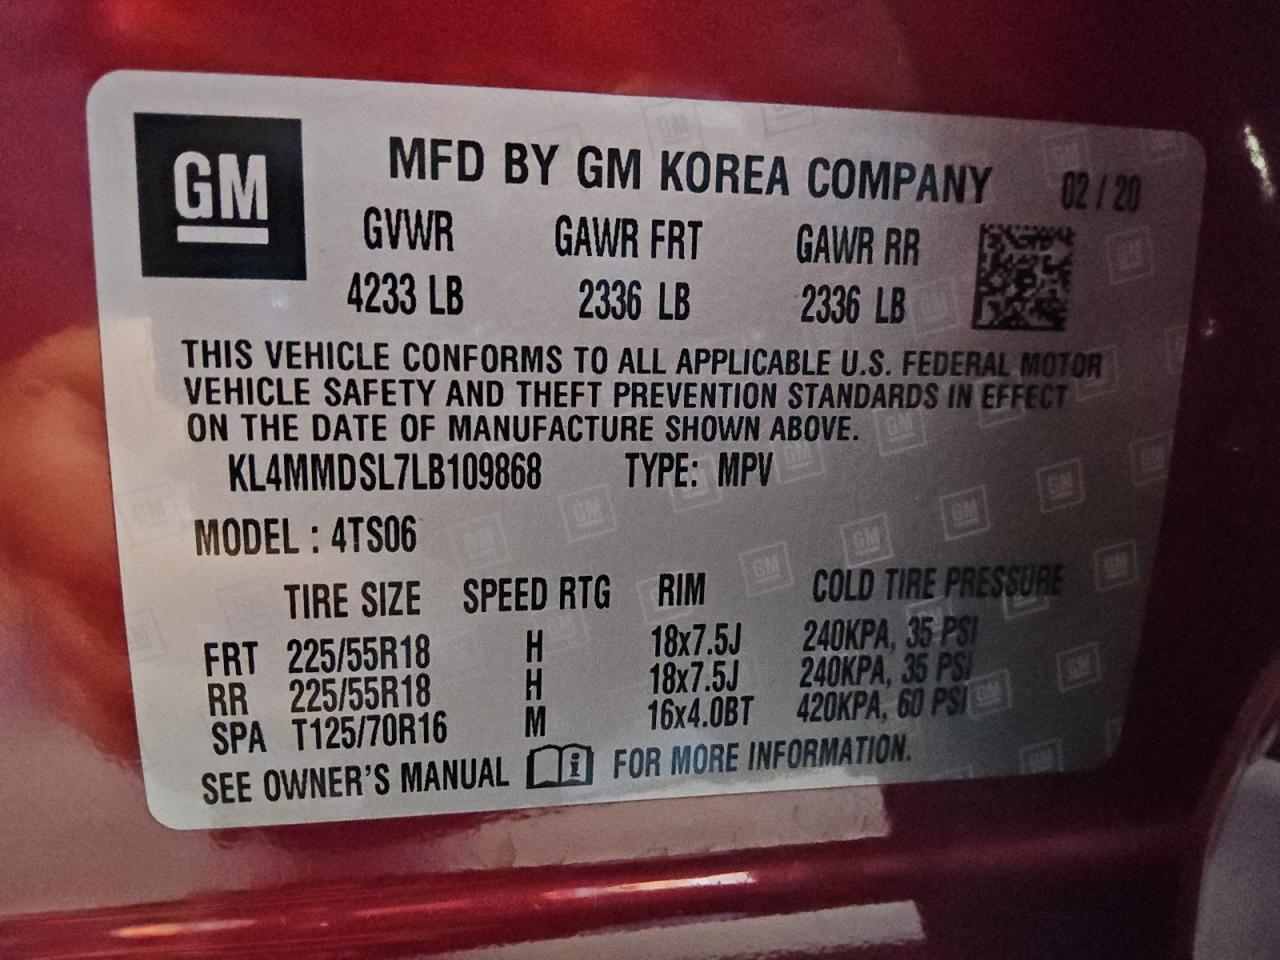 GM
MFD BY GM KOREA COMPANY 02 / 20
GVWR GAWR FRT GAWR RR
4233 LB 2336 LB 2336 LB
THIS VEHICLE CONFORMS TO ALL APPLICABLE U.S. FEDERAL MOTOR
VEHICLE SAFETY AND THEFT PREVENTION STANDARDS IN EFFECT
ON THE DATE OF MANUFACTURE SHOWN ABOVE.
KL4MMDSL7LB109868 TYPE: MPV
MODEL : 4TS06
TIRE SIZE SPEED RTG RIM COLD TIRE PRESSURE
FRT 225/55R18 H 18x7.5J 240KPA, 35 PSI
RR 225/55R18 H 18x7.5J 240KPA, 35 PSI
SPA T125/70R16 M 16x4.0BT 420KPA, 60 PSI
SEE OWNER'S MANUAL i FOR MORE INFORMATION.